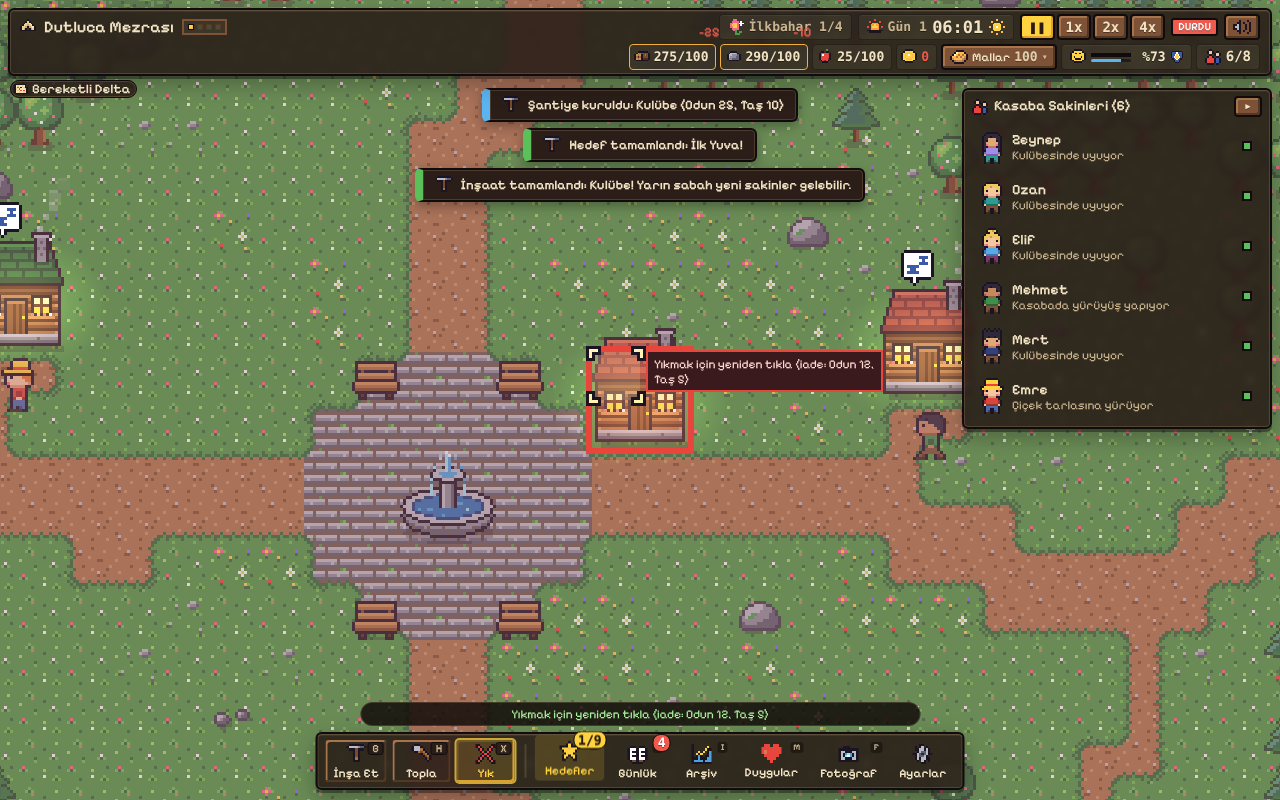 Dutluca Mezrası
İlkbahar 1/4
Gün 1 06:01
1x
2x
4x
DURDU
275/100
290/100
25/100
0
Mallar 100
%73
6/8
Bereketli Delta
Şantiye kuruldu: Kulübe (Odun 25, Taş 10)
Hedef tamamlandı: İlk Yuva!
İnşaat tamamlandı: Kulübe! Yarın sabah yeni sakinler gelebilir.
Kasaba Sakinleri (6)
Zeynep
Kulübesinde uyuyor
Ozan
Kulübesinde uyuyor
Elif
Kulübesinde uyuyor
Mehmet
Kasabada yürüyüş yapıyor
Mert
Kulübesinde uyuyor
Emre
Çiçek tarlasına yürüyor
Yıkmak için yeniden tıkla (İade: Odun 12,
Taş 5)
Yıkmak için yeniden tıkla (İade: Odun 12, Taş 5)
İnşa Et B
Topla H
Yık X
Hedefler 1/9
Günlük 4
Arşiv I
Duygular M
Fotoğraf F
Ayarlar